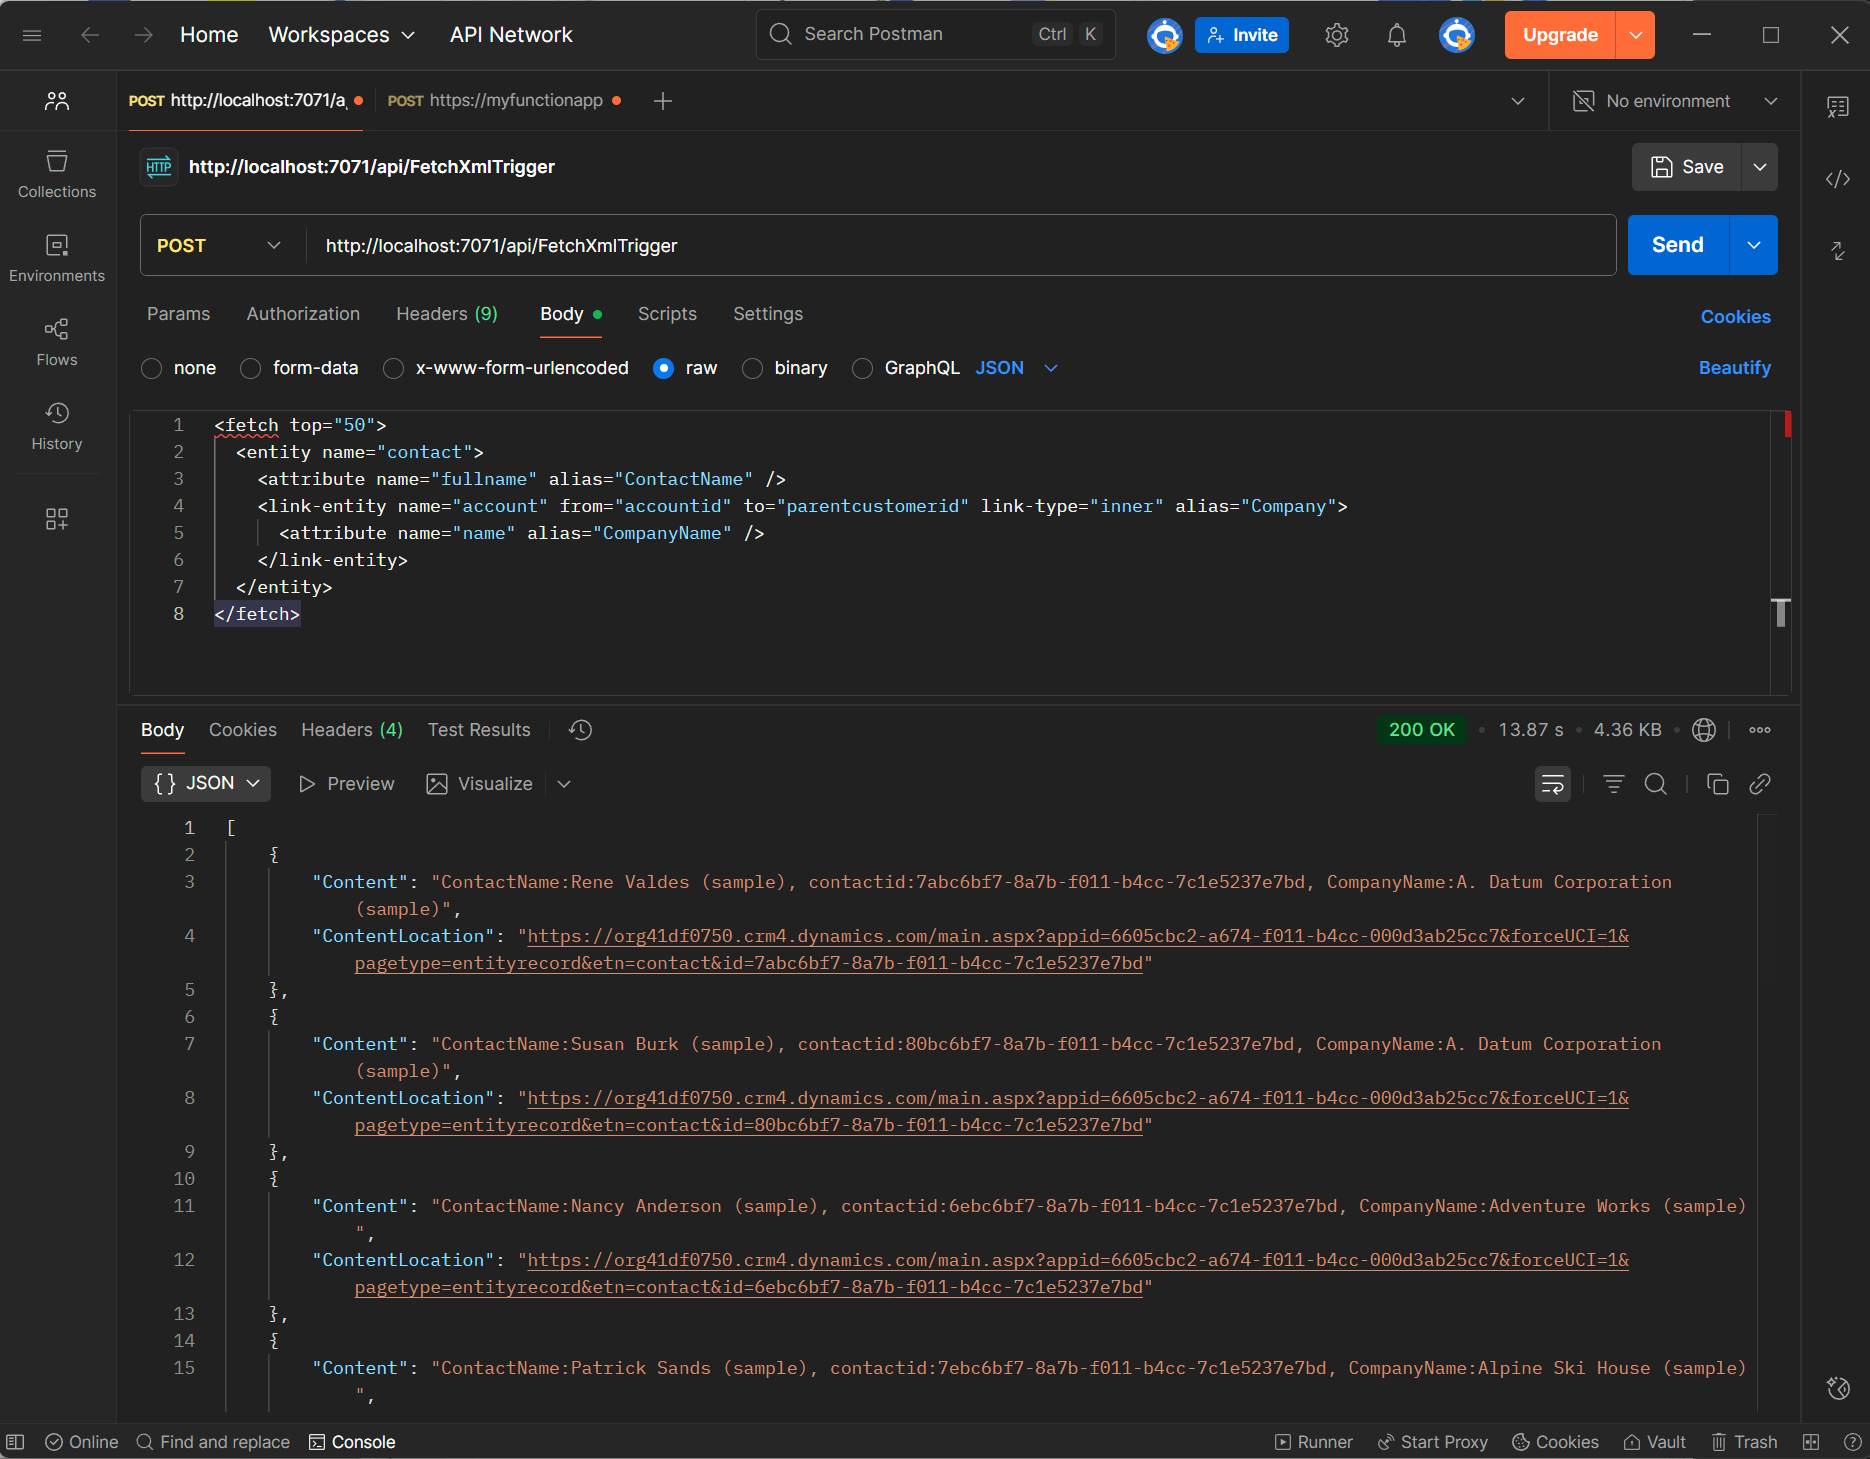 Home Workspaces API Network Search Postman Ctrl K Invite Upgrade
POST http://localhost:7071/a POST https://myfunctionapp No environment
HTTP http://localhost:7071/api/FetchXmlTrigger Save
POST http://localhost:7071/api/FetchXmlTrigger Send
Params Authorization Headers (9) Body Scripts Settings Cookies
none form-data x-www-form-urlencoded raw binary GraphQL JSON Beautify
Collections
Environments
Flows
History
1 <fetch top="50">
2 <entity name="contact">
3 <attribute name="fullname" alias="ContactName" />
4 <link-entity name="account" from="accountid" to="parentcustomerid" link-type="inner" alias="Company">
5 <attribute name="name" alias="CompanyName" />
6 </link-entity>
7 </entity>
8 </fetch>
Body Cookies Headers (4) Test Results 200 OK • 13.87 s • 4.36 KB •
{} JSON Preview Visualize
1 [
2 {
3 "Content": "ContactName:Rene Valdes (sample), contactid:7abc6bf7-8a7b-f011-b4cc-7c1e5237e7bd, CompanyName:A. Datum Corporation
(sample)",
4 "ContentLocation": "https://org41df0750.crm4.dynamics.com/main.aspx?appid=6605cbc2-a674-f011-b4cc-000d3ab25cc7&forceUCI=1&
pagetype=entityrecord&etn=contact&id=7abc6bf7-8a7b-f011-b4cc-7c1e5237e7bd"
5 },
6 {
7 "Content": "ContactName:Susan Burk (sample), contactid:80bc6bf7-8a7b-f011-b4cc-7c1e5237e7bd, CompanyName:A. Datum Corporation
(sample)",
8 "ContentLocation": "https://org41df0750.crm4.dynamics.com/main.aspx?appid=6605cbc2-a674-f011-b4cc-000d3ab25cc7&forceUCI=1&
pagetype=entityrecord&etn=contact&id=80bc6bf7-8a7b-f011-b4cc-7c1e5237e7bd"
9 },
10 {
11 "Content": "ContactName:Nancy Anderson (sample), contactid:6ebc6bf7-8a7b-f011-b4cc-7c1e5237e7bd, CompanyName:Adventure Works (sample)
",
12 "ContentLocation": "https://org41df0750.crm4.dynamics.com/main.aspx?appid=6605cbc2-a674-f011-b4cc-000d3ab25cc7&forceUCI=1&
pagetype=entityrecord&etn=contact&id=6ebc6bf7-8a7b-f011-b4cc-7c1e5237e7bd"
13 },
14 {
15 "Content": "ContactName:Patrick Sands (sample), contactid:7ebc6bf7-8a7b-f011-b4cc-7c1e5237e7bd, CompanyName:Alpine Ski House (sample)
",
Online Find and replace Console Runner Start Proxy Cookies Vault Trash